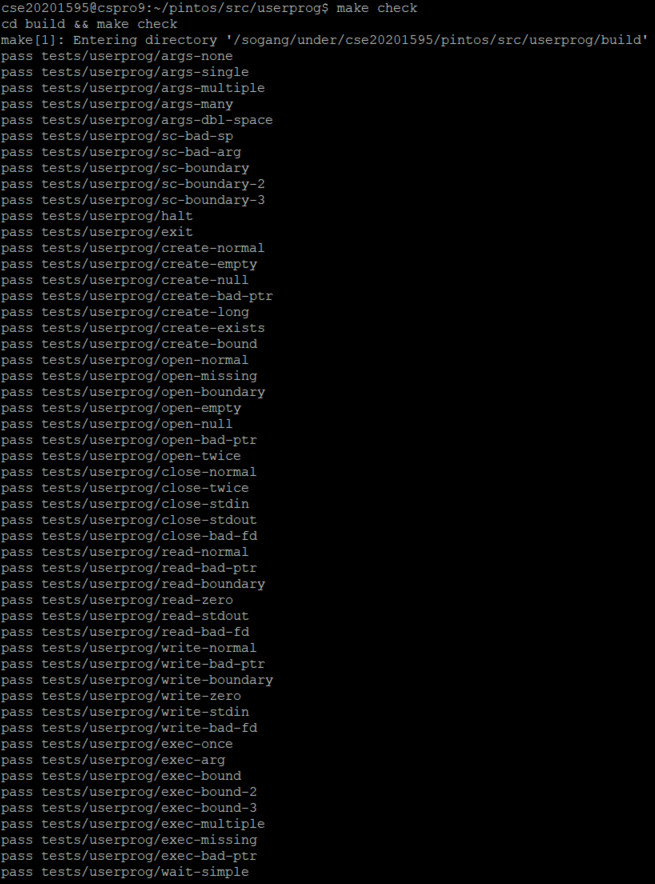 cse20201595@cspro9:~/pintos/src/userprog$ make check
cd build && make check
make[1]: Entering directory '/sogang/under/cse20201595/pintos/src/userprog/build'
pass tests/userprog/args-none
pass tests/userprog/args-single
pass tests/userprog/args-multiple
pass tests/userprog/args-many
pass tests/userprog/args-dbl-space
pass tests/userprog/sc-bad-sp
pass tests/userprog/sc-bad-arg
pass tests/userprog/sc-boundary
pass tests/userprog/sc-boundary-2
pass tests/userprog/sc-boundary-3
pass tests/userprog/halt
pass tests/userprog/exit
pass tests/userprog/create-normal
pass tests/userprog/create-empty
pass tests/userprog/create-null
pass tests/userprog/create-bad-ptr
pass tests/userprog/create-long
pass tests/userprog/create-exists
pass tests/userprog/create-bound
pass tests/userprog/open-normal
pass tests/userprog/open-missing
pass tests/userprog/open-boundary
pass tests/userprog/open-empty
pass tests/userprog/open-null
pass tests/userprog/open-bad-ptr
pass tests/userprog/open-twice
pass tests/userprog/close-normal
pass tests/userprog/close-twice
pass tests/userprog/close-stdin
pass tests/userprog/close-stdout
pass tests/userprog/close-bad-fd
pass tests/userprog/read-normal
pass tests/userprog/read-bad-ptr
pass tests/userprog/read-boundary
pass tests/userprog/read-zero
pass tests/userprog/read-stdout
pass tests/userprog/read-bad-fd
pass tests/userprog/write-normal
pass tests/userprog/write-bad-ptr
pass tests/userprog/write-boundary
pass tests/userprog/write-zero
pass tests/userprog/write-stdin
pass tests/userprog/write-bad-fd
pass tests/userprog/exec-once
pass tests/userprog/exec-arg
pass tests/userprog/exec-bound
pass tests/userprog/exec-bound-2
pass tests/userprog/exec-bound-3
pass tests/userprog/exec-multiple
pass tests/userprog/exec-missing
pass tests/userprog/exec-bad-ptr
pass tests/userprog/wait-simple